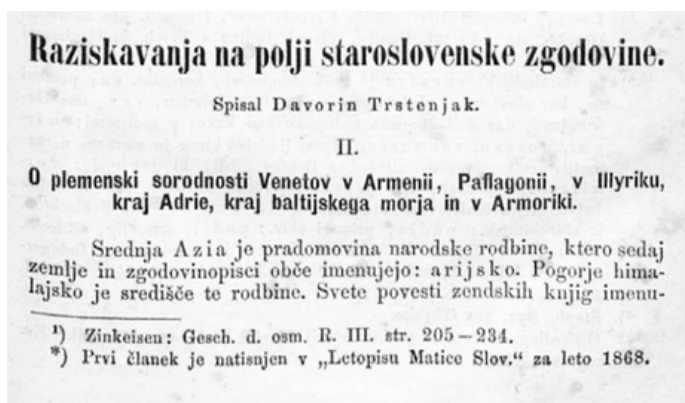 Raziskavanja na polji staroslovenske zgodovine.
Spisal Davorin Trstenjak.
II.
O plemenski sorodnosti Venetov v Armenii, Paflagonii, v Illyriku,
kraj Adrie, kraj baltijskega morja in v Armoriki.
Srednja Azia je pradomovina narodske rodbine, ktero sedaj
zemlje in zgodovinopisci obče imenujejo: arijsko. Pogorje hima-
lajsko je središče te rodbine. Svete povesti zendskih knjig imenu-
¹) Zinkeisen: Gesch. d. osm. R. III. str. 205–234.
*) Prvi članek je natisnjen v „Letopisu Matice Slov.“ za leto 1868.